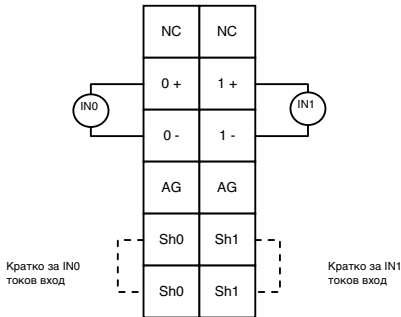 NC NC
0 + 1 +
IN0 IN1
0 - 1 -
AG AG
Sh0 Sh1
Кратко за IN0
токов вход
Кратко за IN1
токов вход
Sh0 Sh1